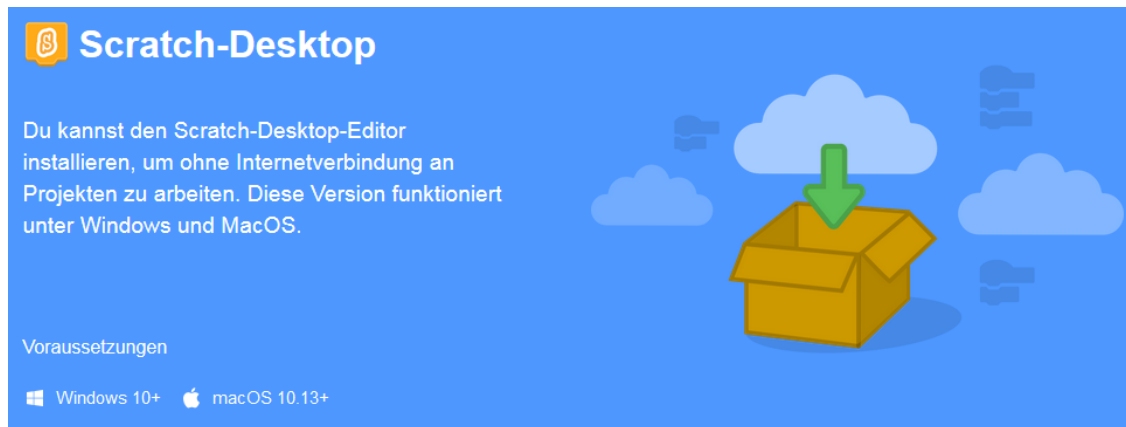 Scratch-Desktop
Du kannst den Scratch-Desktop-Editor
installieren, um ohne Internetverbindung an
Projekten zu arbeiten. Diese Version funktioniert
unter Windows und MacOS.
Voraussetzungen
Windows 10+ macOS 10.13+